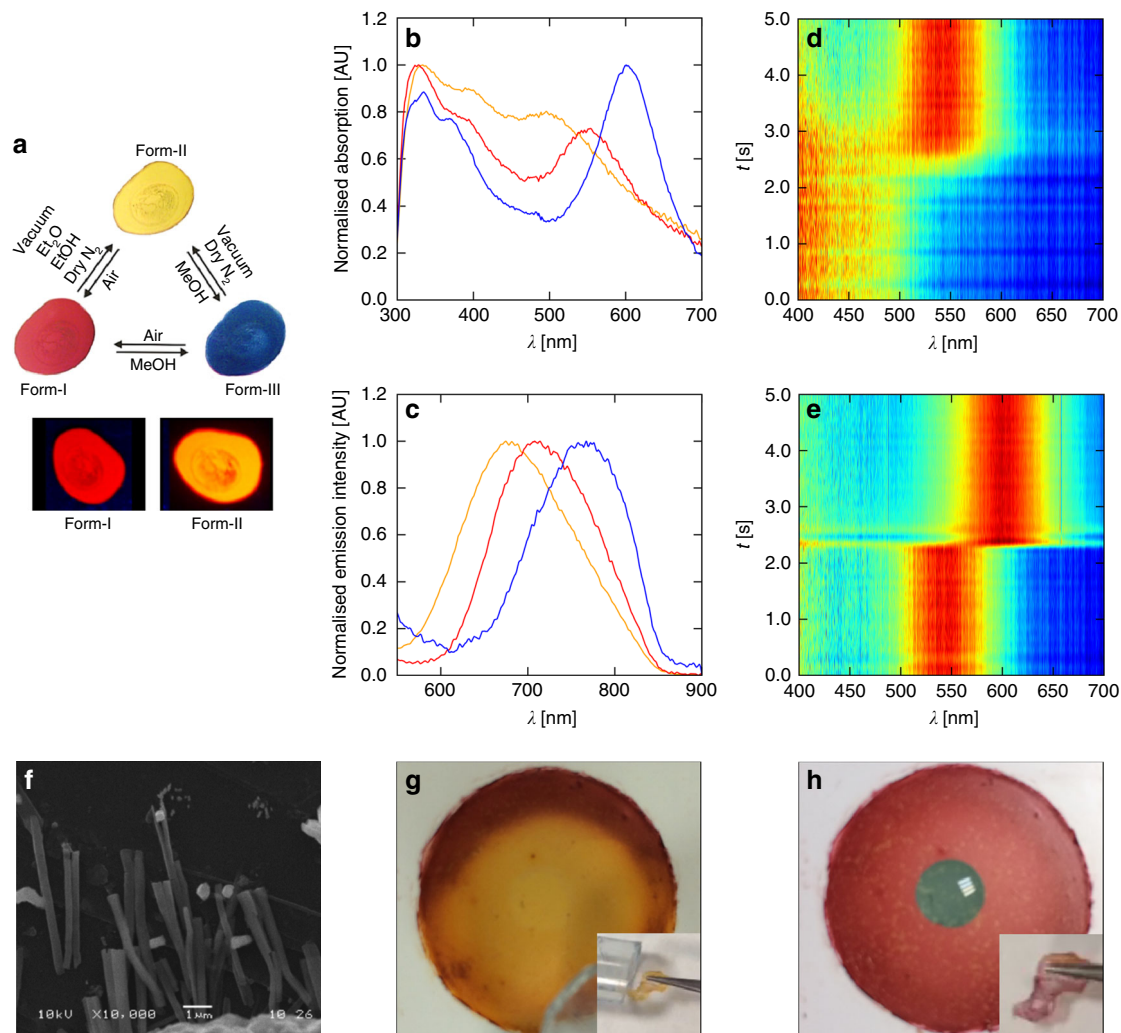 a
Form-II
Vacuum
Et₂O
EtOH
Dry N₂
Air
Vacuum
Dry N₂
MeOH
Air
MeOH
Form-I
Form-III
Form-I
Form-II
b
Normalised absorption [AU]
1.2
1.0
0.8
0.6
0.4
0.2
0.0
300 400 500 600 700
λ [nm]
c
Normalised emission intensity [AU]
1.2
1.0
0.8
0.6
0.4
0.2
0.0
600 700 800 900
λ [nm]
d
t [s]
5.0
4.0
3.0
2.0
1.0
0.0
400 450 500 550 600 650 700
λ [nm]
e
t [s]
5.0
4.0
3.0
2.0
1.0
0.0
400 450 500 550 600 650 700
λ [nm]
f
10kV X10,000 1μm 10 26
g
h